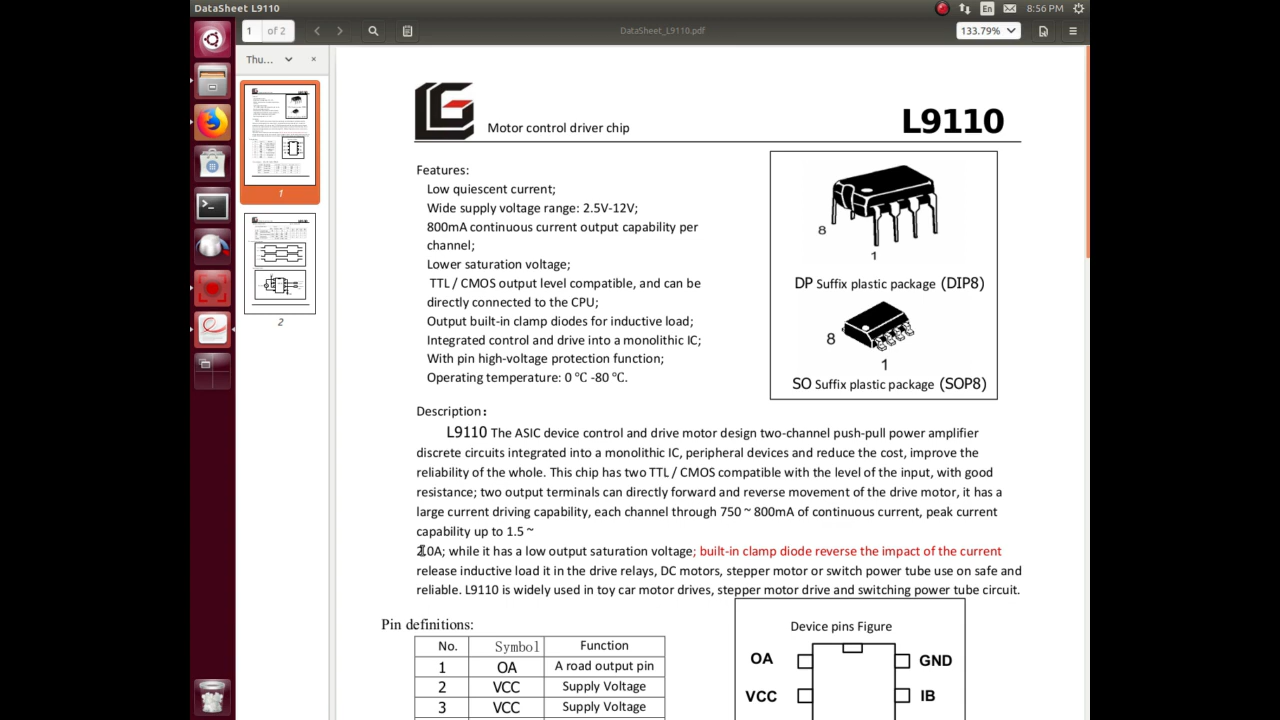 DataSheet L9110
En
8:56 PM
1 of 2
DataSheet_L9110.pdf
133.79%
Thu...
1
2
Motor control driver chip
L9110
Features:
Low quiescent current;
Wide supply voltage range: 2.5V-12V;
800mA continuous current output capability per
channel;
Lower saturation voltage;
TTL / CMOS output level compatible, and can be
directly connected to the CPU;
Output built-in clamp diodes for inductive load;
Integrated control and drive into a monolithic IC;
With pin high-voltage protection function;
Operating temperature: 0 ℃ -80 ℃.
8
1
DP Suffix plastic package (DIP8)
8
1
SO Suffix plastic package (SOP8)
Description:
L9110 The ASIC device control and drive motor design two-channel push-pull power amplifier
discrete circuits integrated into a monolithic IC, peripheral devices and reduce the cost, improve the
reliability of the whole. This chip has two TTL / CMOS compatible with the level of the input, with good
resistance; two output terminals can directly forward and reverse movement of the drive motor, it has a
large current driving capability, each channel through 750 ~ 800mA of continuous current, peak current
capability up to 1.5 ~
2.0A; while it has a low output saturation voltage; built-in clamp diode reverse the impact of the current
release inductive load it in the drive relays, DC motors, stepper motor or switch power tube use on safe and
reliable. L9110 is widely used in toy car motor drives, stepper motor drive and switching power tube circuit.
Pin definitions:
No. Symbol Function
1 OA A road output pin
2 VCC Supply Voltage
3 VCC Supply Voltage
Device pins Figure
OA GND
VCC IB